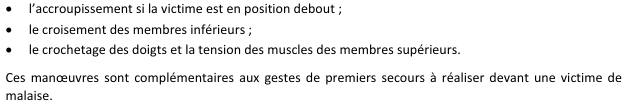 • l’accroupissement si la victime est en position debout ;
• le croisement des membres inférieurs ;
• le crochetage des doigts et la tension des muscles des membres supérieurs.
Ces manœuvres sont complémentaires aux gestes de premiers secours à réaliser devant une victime de
malaise.